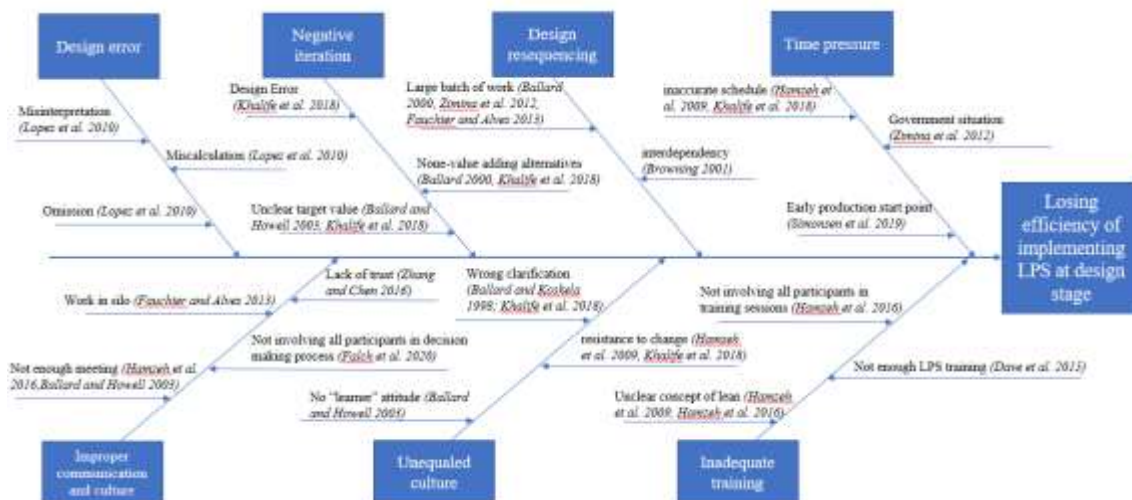 Design error
Negative
iteration
Design
resequencing
Time pressure
Misinterpretation
(Lopez et al. 2010)
Miscalculation (Lopez et al. 2010)
Omission (Lopez et al. 2010)
Design Error
(Khalife et al. 2018)
None-value adding alternatives
(Ballard 2000, Khalife et al. 2018)
Unclear target value (Ballard and
Howell 2003, Khalife et al. 2018)
Large batch of work (Ballard
2000, Zimina et al. 2012,
Fauchier and Alves 2013)
interdependency
(Browning 2001)
inaccurate schedule (Hamzeh et
al. 2009, Khalife et al. 2018)
Government situation
(Zimina et al. 2012)
Early production start point
(Simonsen et al. 2019)
Losing
efficiency of
implementing
LPS at design
stage
Lack of trust (Zhang
and Chen 2016)
Work in silo (Fauchier and Alves 2013)
Not involving all participants in decision
making process (Falch et al. 2020)
Not enough meeting (Hamzeh et al.
2016,Ballard and Howell 2003)
Wrong clarification
(Ballard and Koskela
1998; Khalife et al. 2018)
resistance to change (Hamzeh
et al. 2009, Khalife et al. 2018)
No "learner" attitude (Ballard
and Howell 2003)
Not involving all participants in
training sessions (Hamzeh et al. 2016)
Not enough LPS training (Dave et al. 2015)
Unclear concept of lean (Hamzeh
et al. 2009, Hamzeh et al. 2016)
Improper
communication
and culture
Unequaled
culture
Inadequate
training